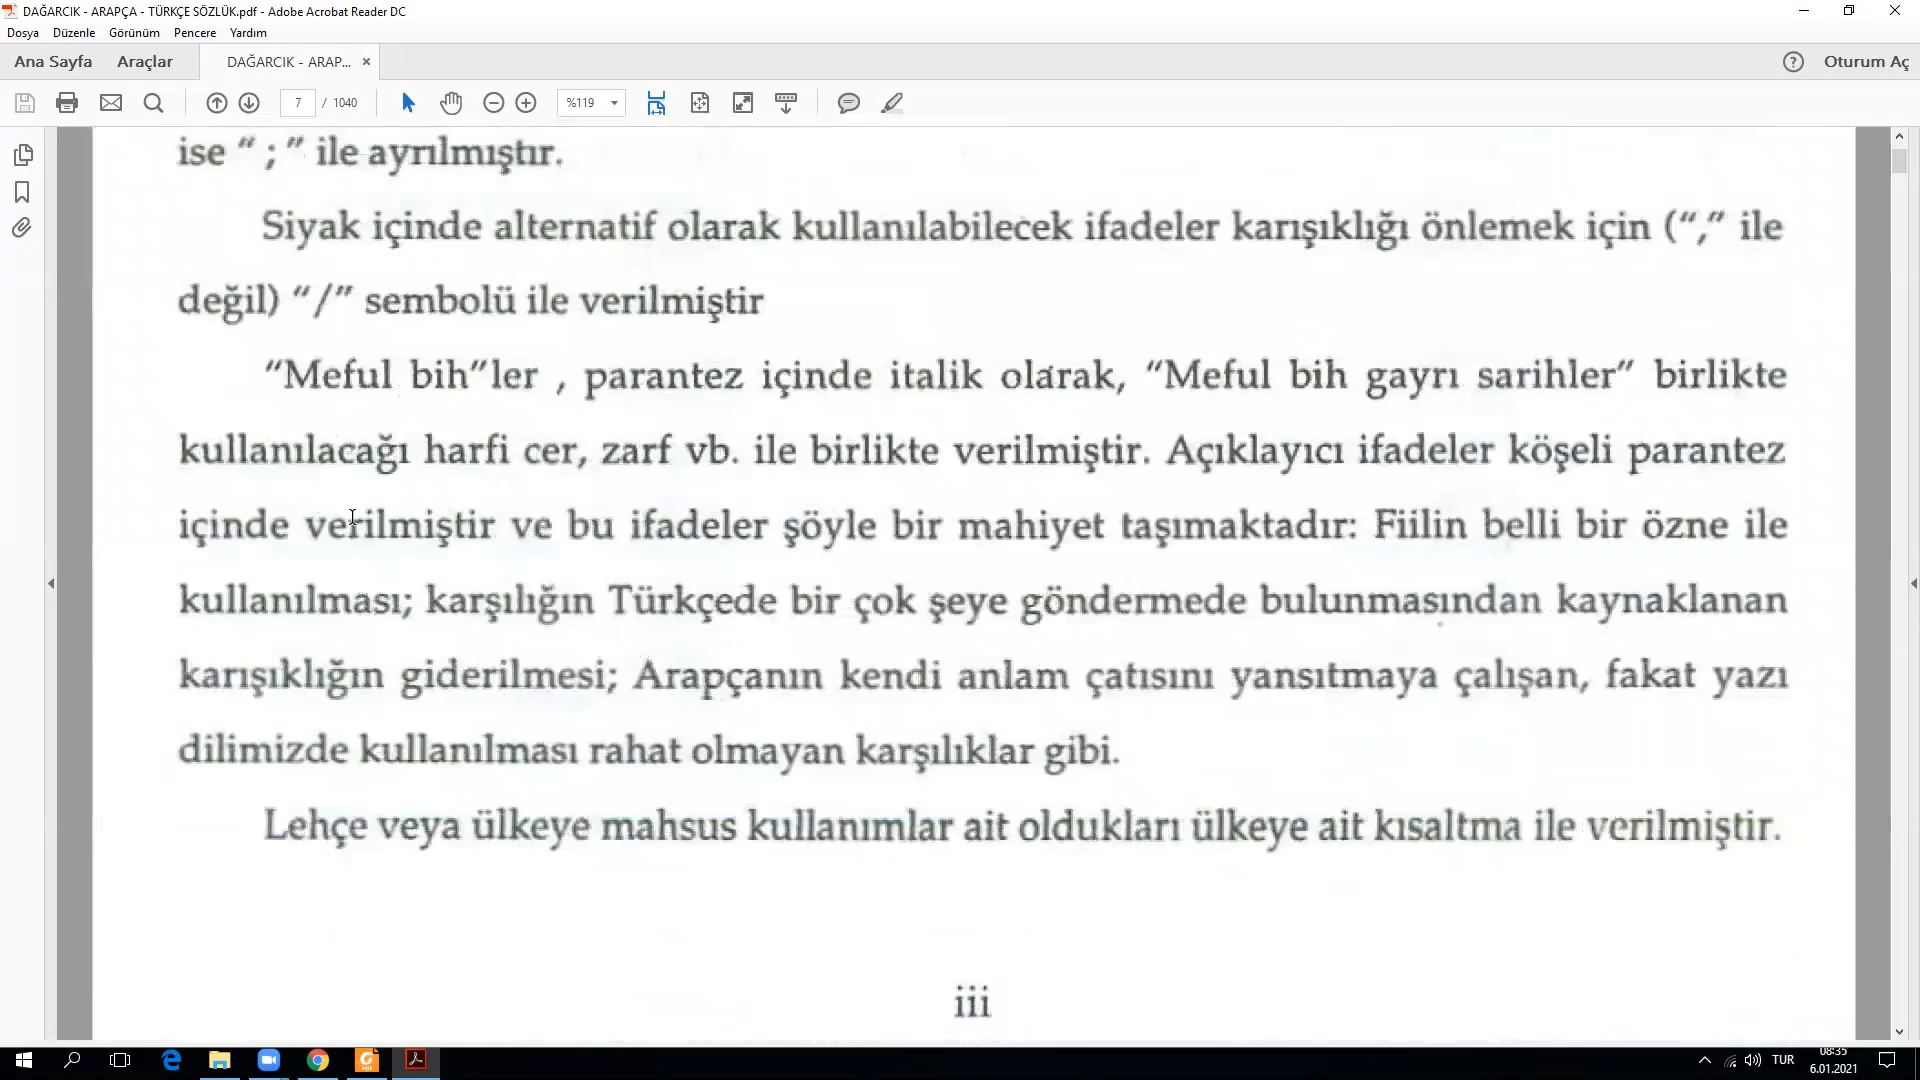 DAĞARCIK - ARAPÇA - TÜRKÇE SÖZLÜK.pdf - Adobe Acrobat Reader DC
Dosya Düzenle Görünüm Pencere Yardım
Ana Sayfa Araçlar DAĞARCIK - ARAP... × ? Oturum Aç
7 / 1040 %119
ise “ ; ” ile ayrılmıştır.
Siyak içinde alternatif olarak kullanılabilecek ifadeler karışıklığı önlemek için (“,” ile
değil) “/” sembolü ile verilmiştir
“Meful bih”ler , parantez içinde italik olarak, “Meful bih gayrı sarihler” birlikte
kullanılacağı harfi cer, zarf vb. ile birlikte verilmiştir. Açıklayıcı ifadeler köşeli parantez
içinde verilmiştir ve bu ifadeler şöyle bir mahiyet taşımaktadır: Fiilin belli bir özne ile
kullanılması; karşılığın Türkçede bir çok şeye göndermede bulunmasından kaynaklanan
karışıklığın giderilmesi; Arapçanın kendi anlam çatısını yansıtmaya çalışan, fakat yazı
dilimizde kullanılması rahat olmayan karşılıklar gibi.
Lehçe veya ülkeye mahsus kullanımlar ait oldukları ülkeye ait kısaltma ile verilmiştir.
iii
TUR
08:35
6.01.2021